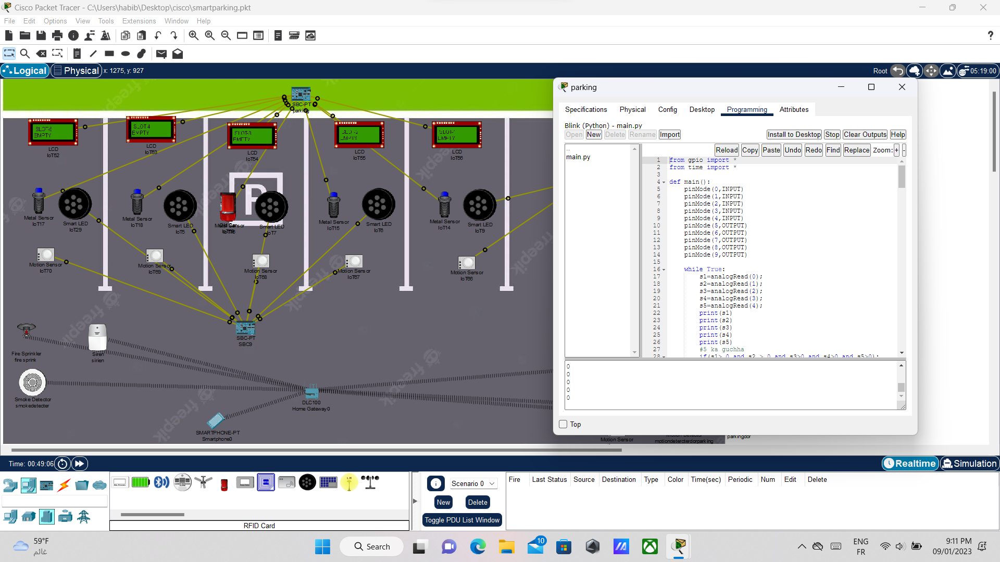 Cisco Packet Tracer - C:\Users\habib\Desktop\cisco\smartparking.pkt
File Edit Options View Tools Extensions Window Help
?
Logical Physical x: 1275, y: 927
Root 05:19:00
SBC-PT
parking
SLOT-5
EMPTY
LCD
IoT52
SLOT-4
EMPTY
LCD
IoT53
SLOT-3
EMPTY
LCD
IoT54
SLOT-2
EMPTY
LCD
IoT55
SLOT-1
EMPTY
LCD
IoT56
P
Metal Sensor
IoT17
Smart LED
IoT29
Metal Sensor
IoT18
Smart LED
IoT5
Smart LED
IoT7
Metal Sensor
IoT15
Smart LED
IoT6
Metal Sensor
IoT14
Smart LED
IoT9
Motion Sensor
IoT70
Motion Sensor
IoT69
Motion Sensor
IoT68
Motion Sensor
IoT67
Motion Sensor
IoT66
SBC-PT
SBC9
Fire Sprinkler
fire sprink
Siren
sirien
Smoke Detector
smokedetecter
DLC100
Home Gateway0
SMARTPHONE-PT
Smartphone0
freepik
parking
Specifications Physical Config Desktop Programming Attributes
Blink (Python) - main.py
Open New Delete Rename Import Install to Desktop Stop Clear Outputs Help
Reload Copy Paste Undo Redo Find Replace Zoom: + -
..
main.py
1 from gpio import *
2 from time import *
3
4 def main():
5 pinMode(0,INPUT)
6 pinMode(1,INPUT)
7 pinMode(2,INPUT)
8 pinMode(3,INPUT)
9 pinMode(4,INPUT)
10 pinMode(5,OUTPUT)
11 pinMode(6,OUTPUT)
12 pinMode(7,OUTPUT)
13 pinMode(8,OUTPUT)
14 pinMode(9,OUTPUT)
15
16 while True:
17 s1=analogRead(0);
18 s2=analogRead(1);
19 s3=analogRead(2);
20 s4=analogRead(3);
21 s5=analogRead(4);
22 print(s1)
23 print(s2)
24 print(s3)
25 print(s4)
26 print(s5)
27 #5 ka guchha
28 if(s1> 0 and s2 > 0 and s3>0 and s4>0 and s5>0):
0
0
0
0
0
Top
Motion Sensor
Motion Detector
motiondetercterdorparking
parkingdor
Time: 00:49:06
Realtime Simulation
RFID Card
Scenario 0
New Delete
Toggle PDU List Window
Fire Last Status Source Destination Type Color Time(sec) Periodic Num Edit Delete
59°F
غائم
Search
10
ENG
FR
9:11 PM
09/01/2023